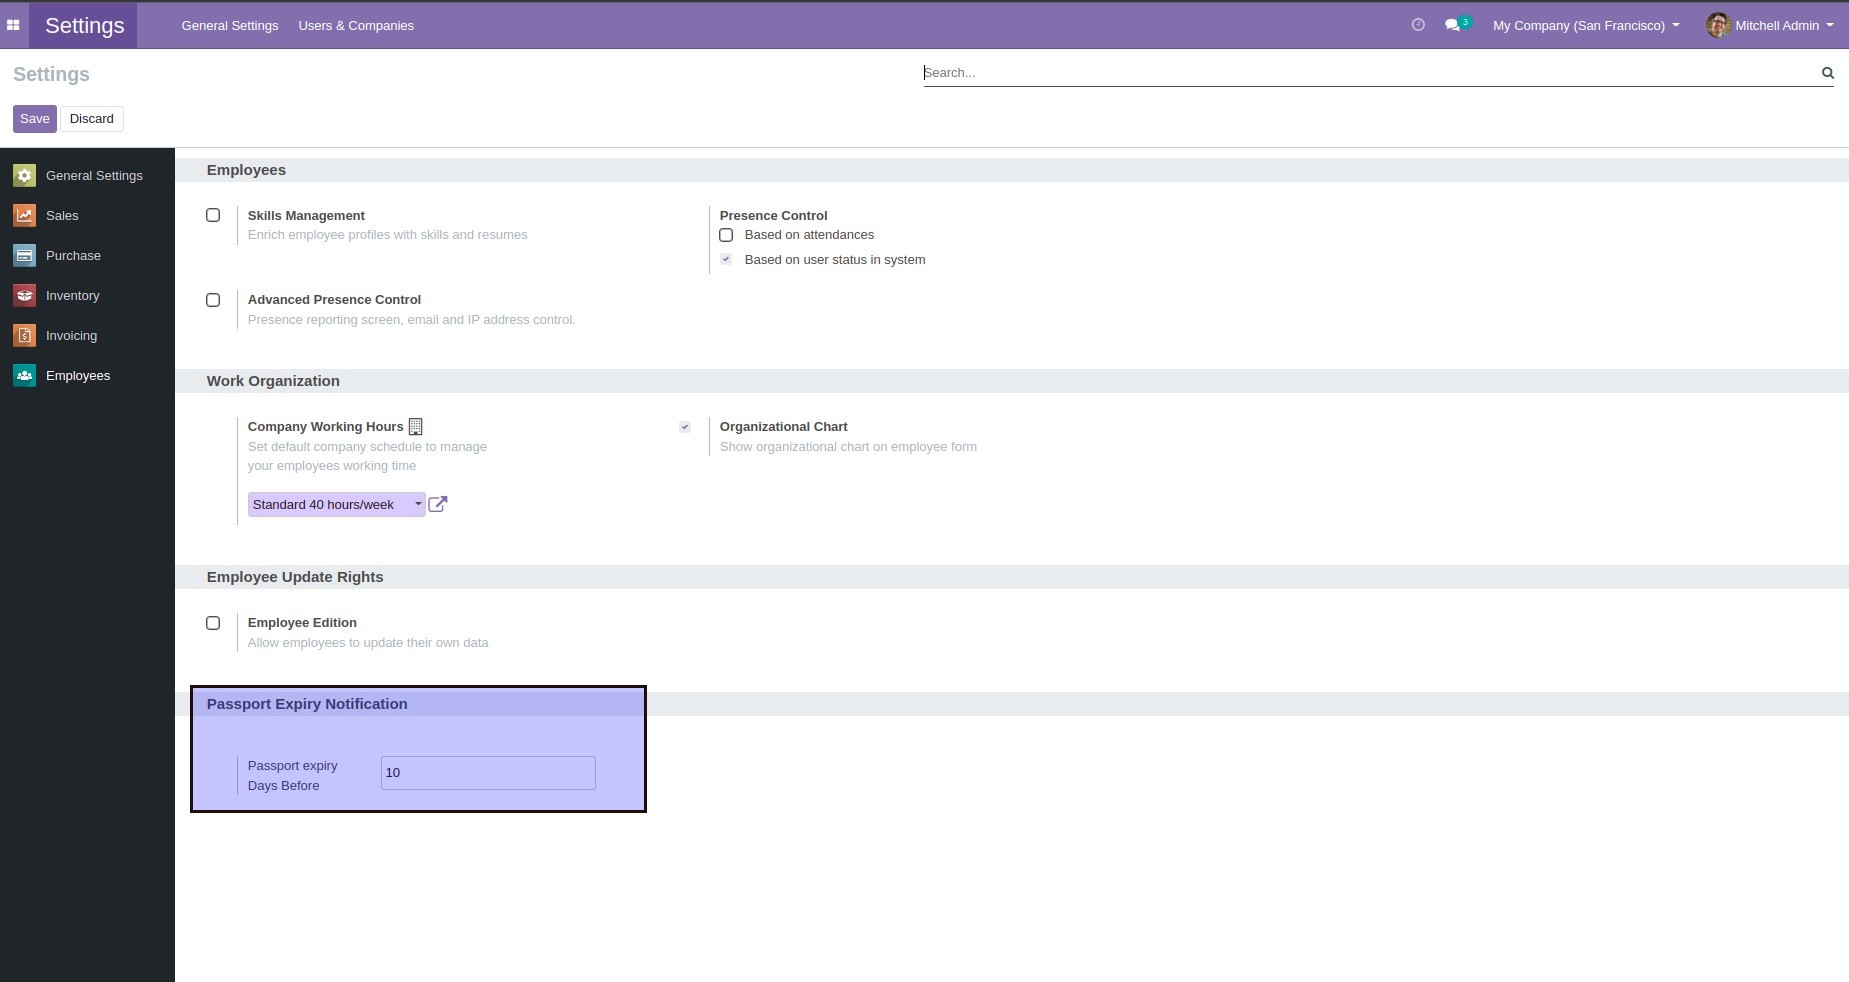 Settings
General Settings
Users & Companies
3
My Company (San Francisco)
Mitchell Admin
Settings
Search...
Save
Discard
General Settings
Sales
Purchase
Inventory
Invoicing
Employees
Employees
Skills Management
Enrich employee profiles with skills and resumes
Presence Control
Based on attendances
Based on user status in system
Advanced Presence Control
Presence reporting screen, email and IP address control.
Work Organization
Company Working Hours
Set default company schedule to manage
your employees working time
Standard 40 hours/week
Organizational Chart
Show organizational chart on employee form
Employee Update Rights
Employee Edition
Allow employees to update their own data
Passport Expiry Notification
Passport expiry
Days Before
10